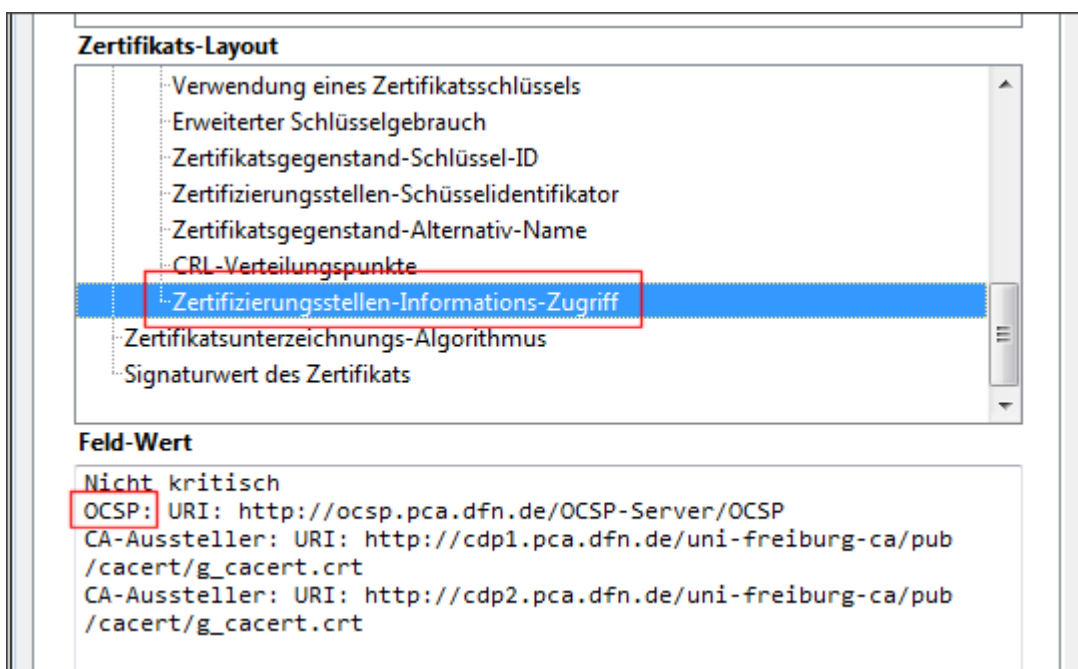 Zertifikats-Layout
Verwendung eines Zertifikatsschlüssels
Erweiterter Schlüsselgebrauch
Zertifikatsgegenstand-Schlüssel-ID
Zertifizierungsstellen-Schüsselidentifikator
Zertifikatsgegenstand-Alternativ-Name
CRL-Verteilungspunkte
Zertifizierungsstellen-Informations-Zugriff
Zertifikatsunterzeichnungs-Algorithmus
Signaturwert des Zertifikats
Feld-Wert
Nicht kritisch
OCSP: URI: http://ocsp.pca.dfn.de/OCSP-Server/OCSP
CA-Aussteller: URI: http://cdp1.pca.dfn.de/uni-freiburg-ca/pub
/cacert/g_cacert.crt
CA-Aussteller: URI: http://cdp2.pca.dfn.de/uni-freiburg-ca/pub
/cacert/g_cacert.crt